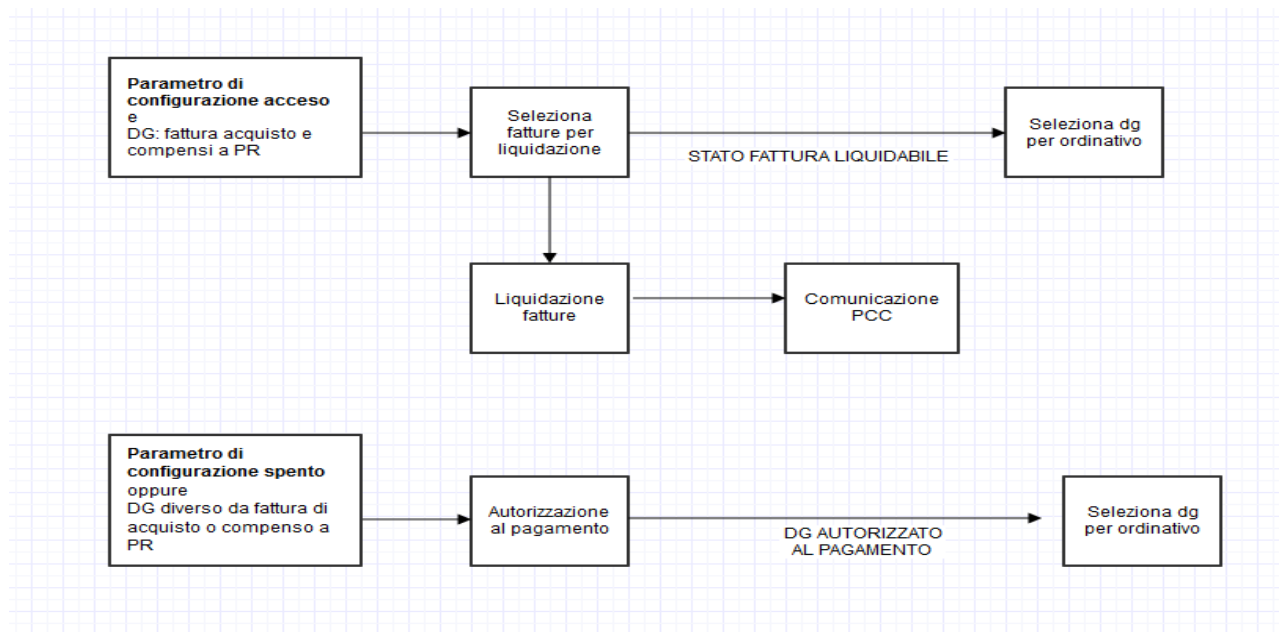 Parametro di
configurazione acceso
e
DG: fattura acquisto e
compensi a PR
Seleziona
fatture per
liquidazione
STATO FATTURA LIQUIDABILE
Seleziona dg
per ordinativo
Liquidazione
fatture
Comunicazione
PCC
Parametro di
configurazione spento
oppure
DG diverso da fattura di
acquisto o compenso a
PR
Autorizzazione
al pagamento
DG AUTORIZZATO
AL PAGAMENTO
Seleziona dg
per ordinativo